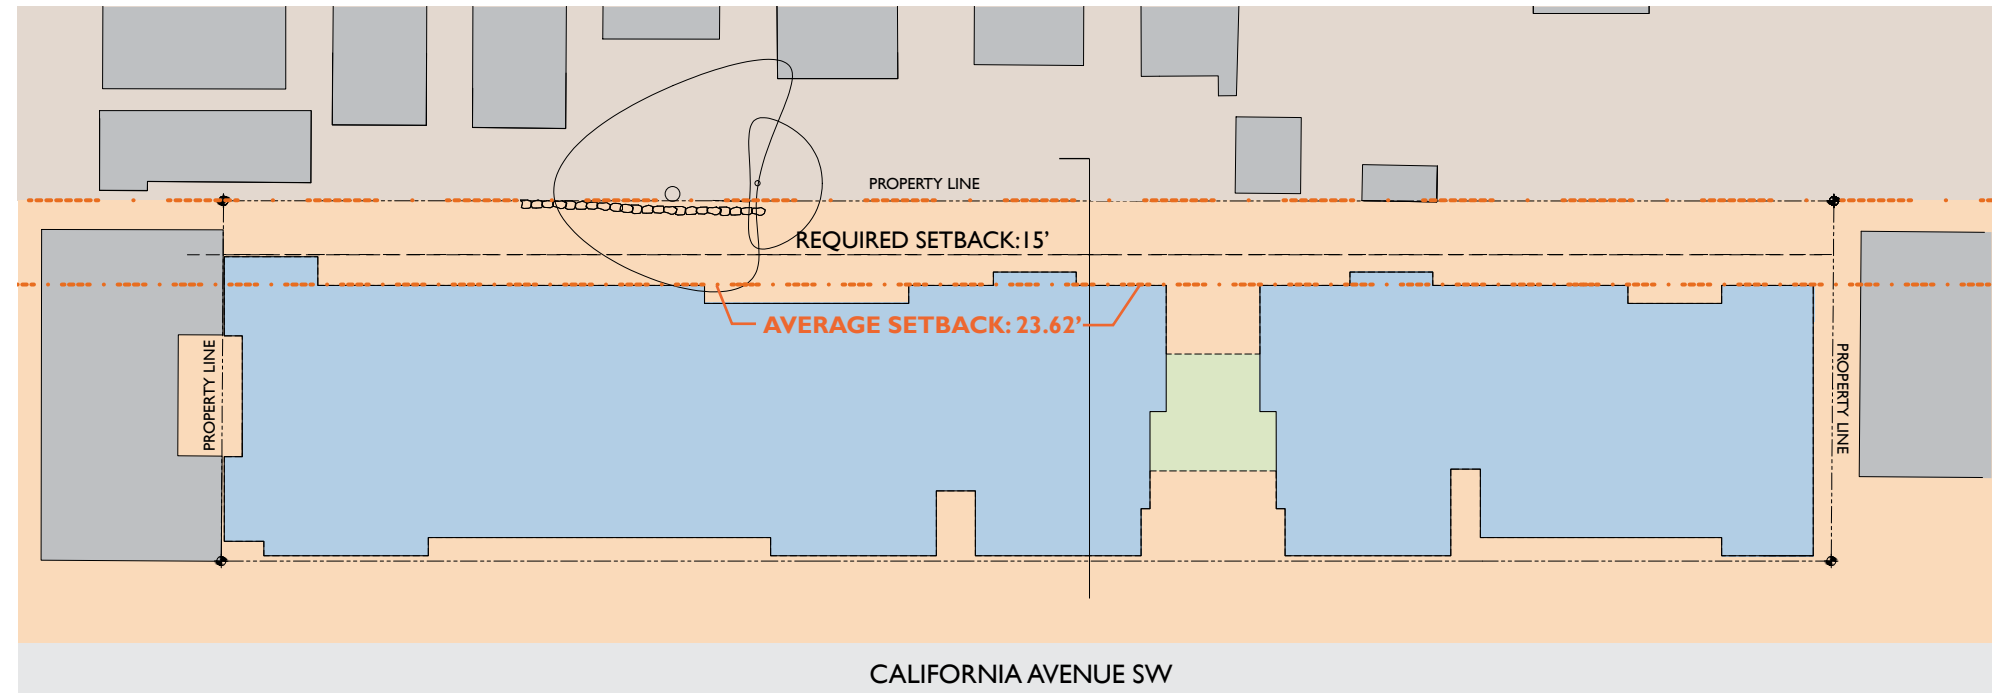 PROPERTY LINE
REQUIRED SETBACK:15’
AVERAGE SETBACK: 23.62’
PROPERTY LINE
PROPERTY LINE
CALIFORNIA AVENUE SW